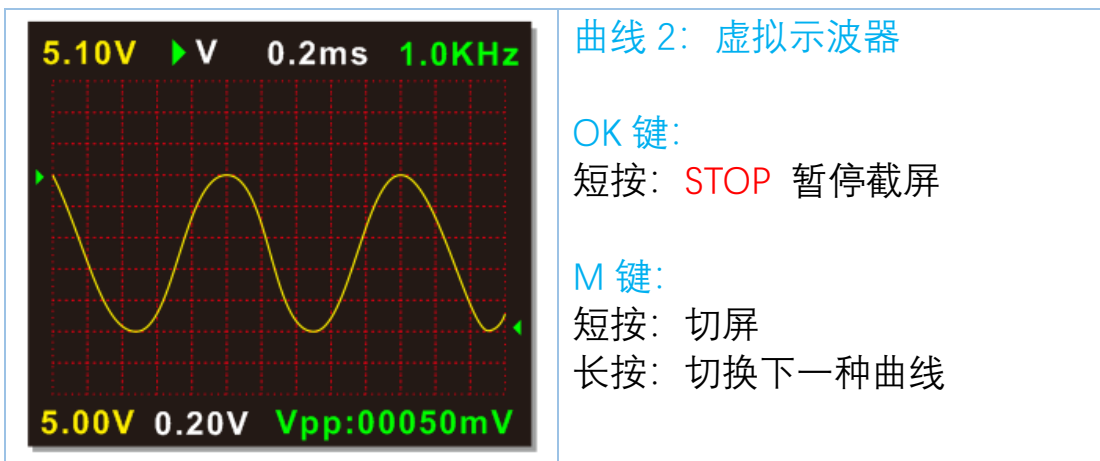 5.10V ▶V 0.2ms 1.0KHz
5.00V 0.20V Vpp:00050mV
曲线 2：虚拟示波器
OK 键：
短按：STOP 暂停截屏
M 键：
短按：切屏
长按：切换下一种曲线